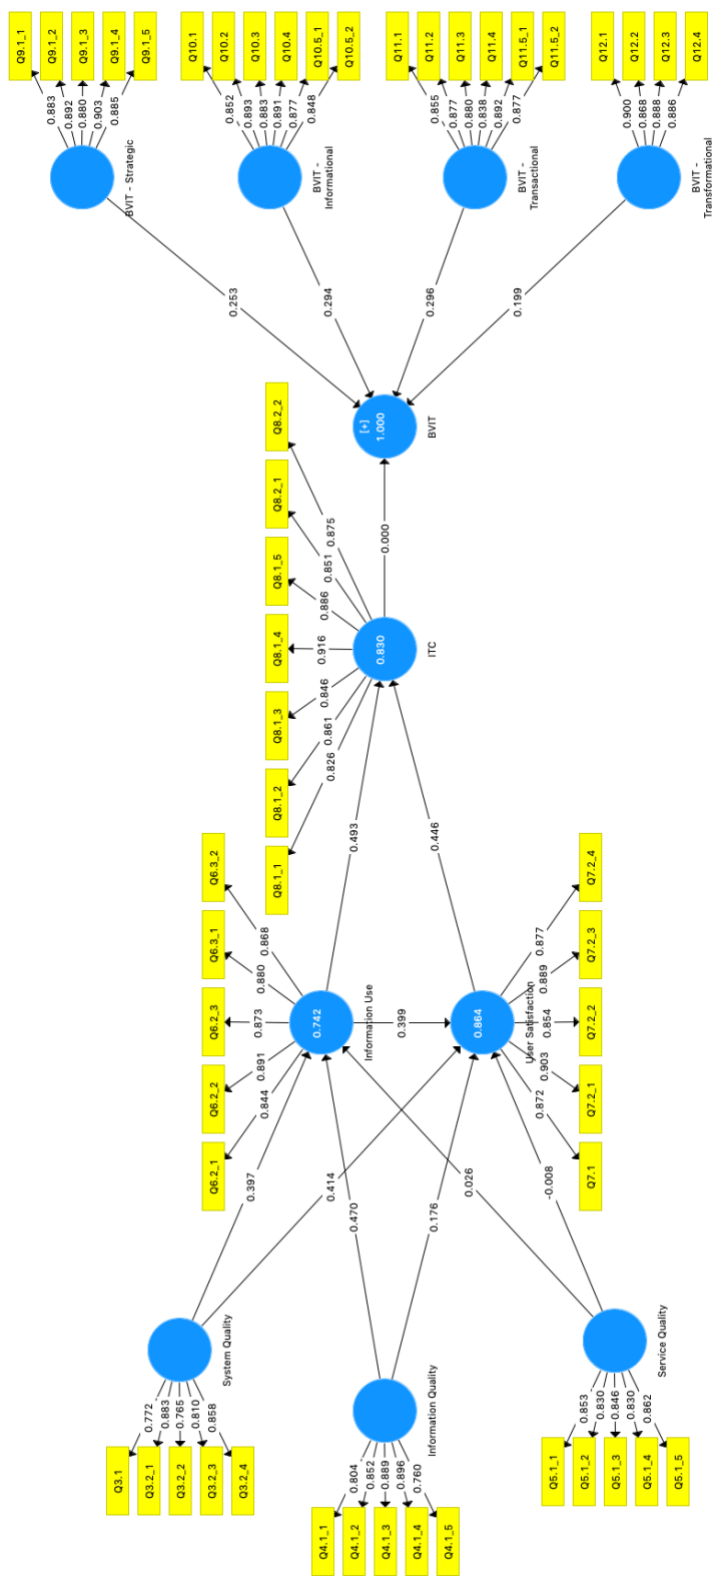 Q3.1
Q3.2_1
Q3.2_2
Q3.2_3
Q3.2_4
0.772
0.883
0.765
0.810
0.858
System Quality
Q4.1_1
Q4.1_2
Q4.1_3
Q4.1_4
Q4.1_5
0.804
0.852
0.889
0.896
0.760
Information Quality
Q5.1_1
Q5.1_2
Q5.1_3
Q5.1_4
Q5.1_5
0.853
0.830
0.846
0.830
0.862
Service Quality
0.397
0.414
0.470
0.176
0.026
-0.008
Q6.2_1
Q6.2_2
Q6.2_3
Q6.3_1
Q6.3_2
0.844
0.891
0.873
0.880
0.868
0.742
Information Use
0.399
0.864
User Satisfaction
0.872
0.903
0.854
0.889
0.877
Q7.1
Q7.2_1
Q7.2_2
Q7.2_3
Q7.2_4
0.493
0.446
Q8.1_1
Q8.1_2
Q8.1_3
Q8.1_4
Q8.1_5
Q8.2_1
Q8.2_2
0.826
0.861
0.846
0.916
0.886
0.851
0.875
0.830
ITC
0.000
[+]
1.000
BVIT
0.253
0.294
0.296
0.199
BVIT - Strategic
0.883
0.892
0.880
0.903
0.885
Q9.1_1
Q9.1_2
Q9.1_3
Q9.1_4
Q9.1_5
BVIT -
Informational
0.852
0.893
0.883
0.891
0.877
0.848
Q10.1
Q10.2
Q10.3
Q10.4
Q10.5_1
Q10.5_2
BVIT -
Transactional
0.855
0.877
0.880
0.838
0.892
0.877
Q11.1
Q11.2
Q11.3
Q11.4
Q11.5_1
Q11.5_2
BVIT -
Transformational
0.900
0.868
0.888
0.886
Q12.1
Q12.2
Q12.3
Q12.4